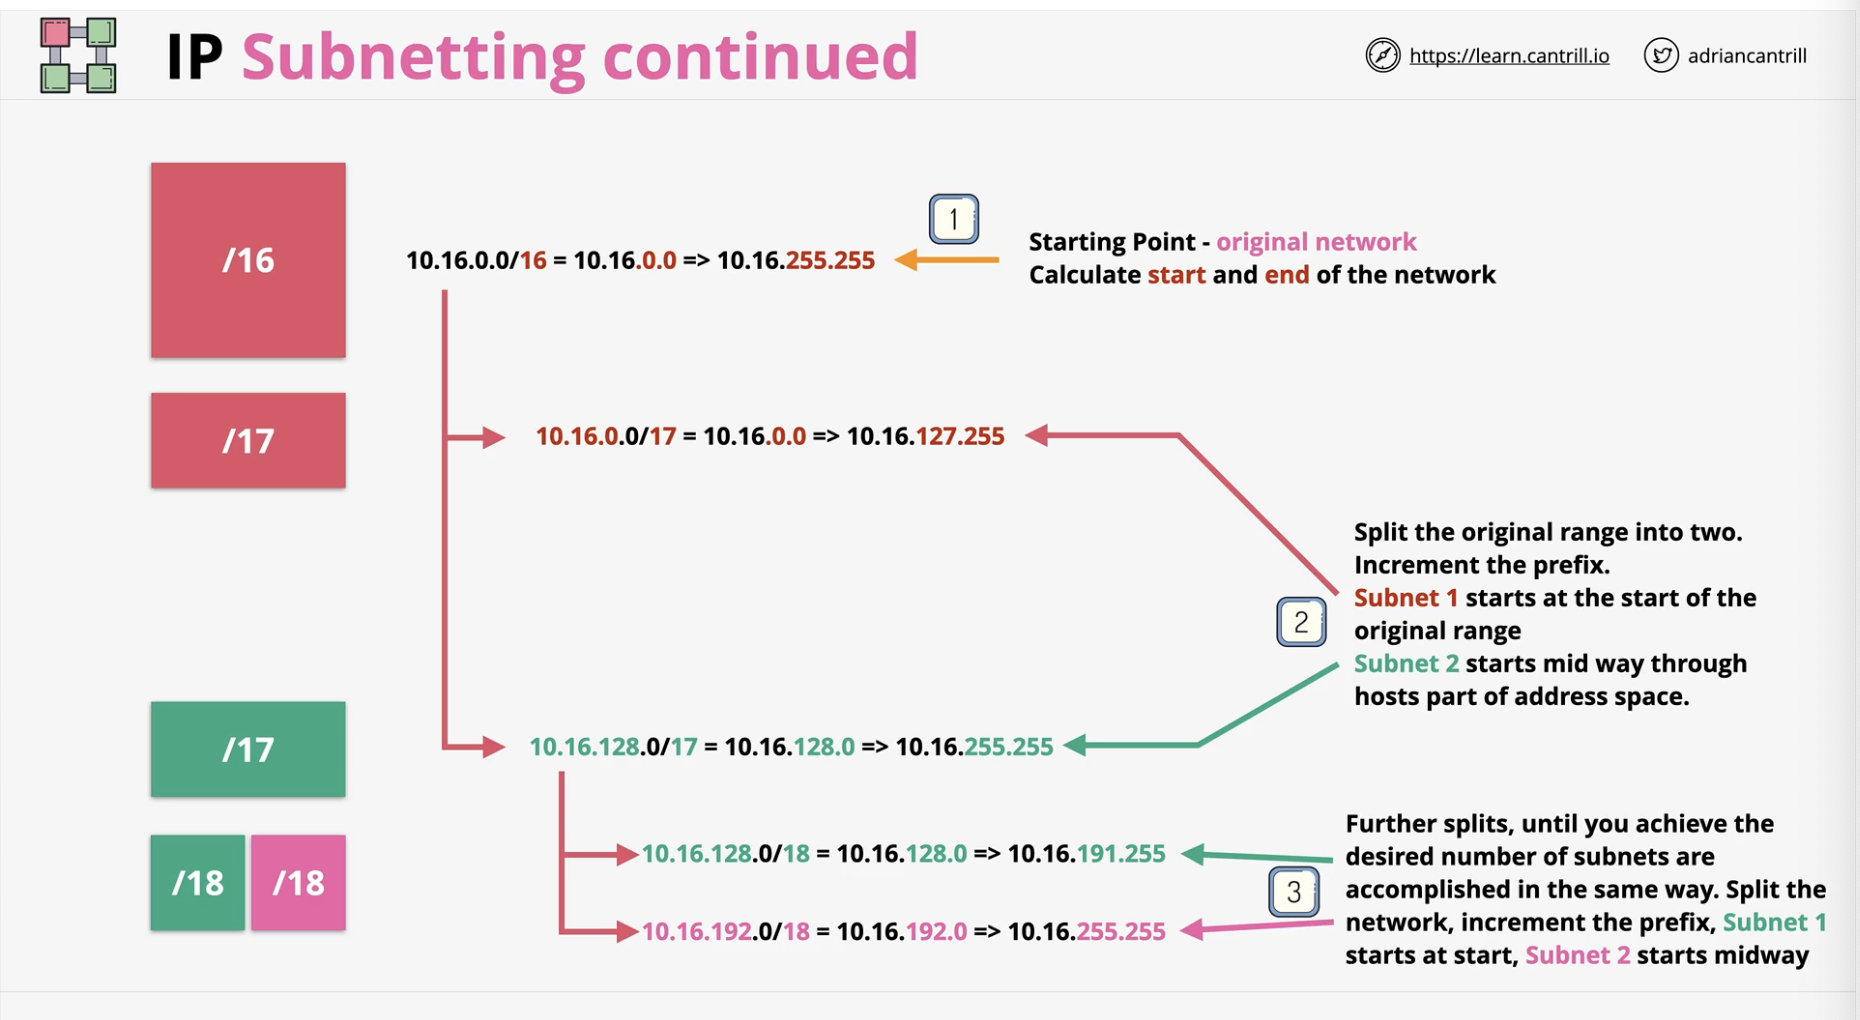 IP Subnetting continued
https://learn.cantrill.io
adriancantrill
/16
10.16.0.0/16 = 10.16.0.0 => 10.16.255.255
1
Starting Point - original network
Calculate start and end of the network
/17
10.16.0.0/17 = 10.16.0.0 => 10.16.127.255
2
Split the original range into two.
Increment the prefix.
Subnet 1 starts at the start of the
original range
Subnet 2 starts mid way through
hosts part of address space.
/17
10.16.128.0/17 = 10.16.128.0 => 10.16.255.255
/18
/18
10.16.128.0/18 = 10.16.128.0 => 10.16.191.255
10.16.192.0/18 = 10.16.192.0 => 10.16.255.255
3
Further splits, until you achieve the
desired number of subnets are
accomplished in the same way. Split the
network, increment the prefix, Subnet 1
starts at start, Subnet 2 starts midway